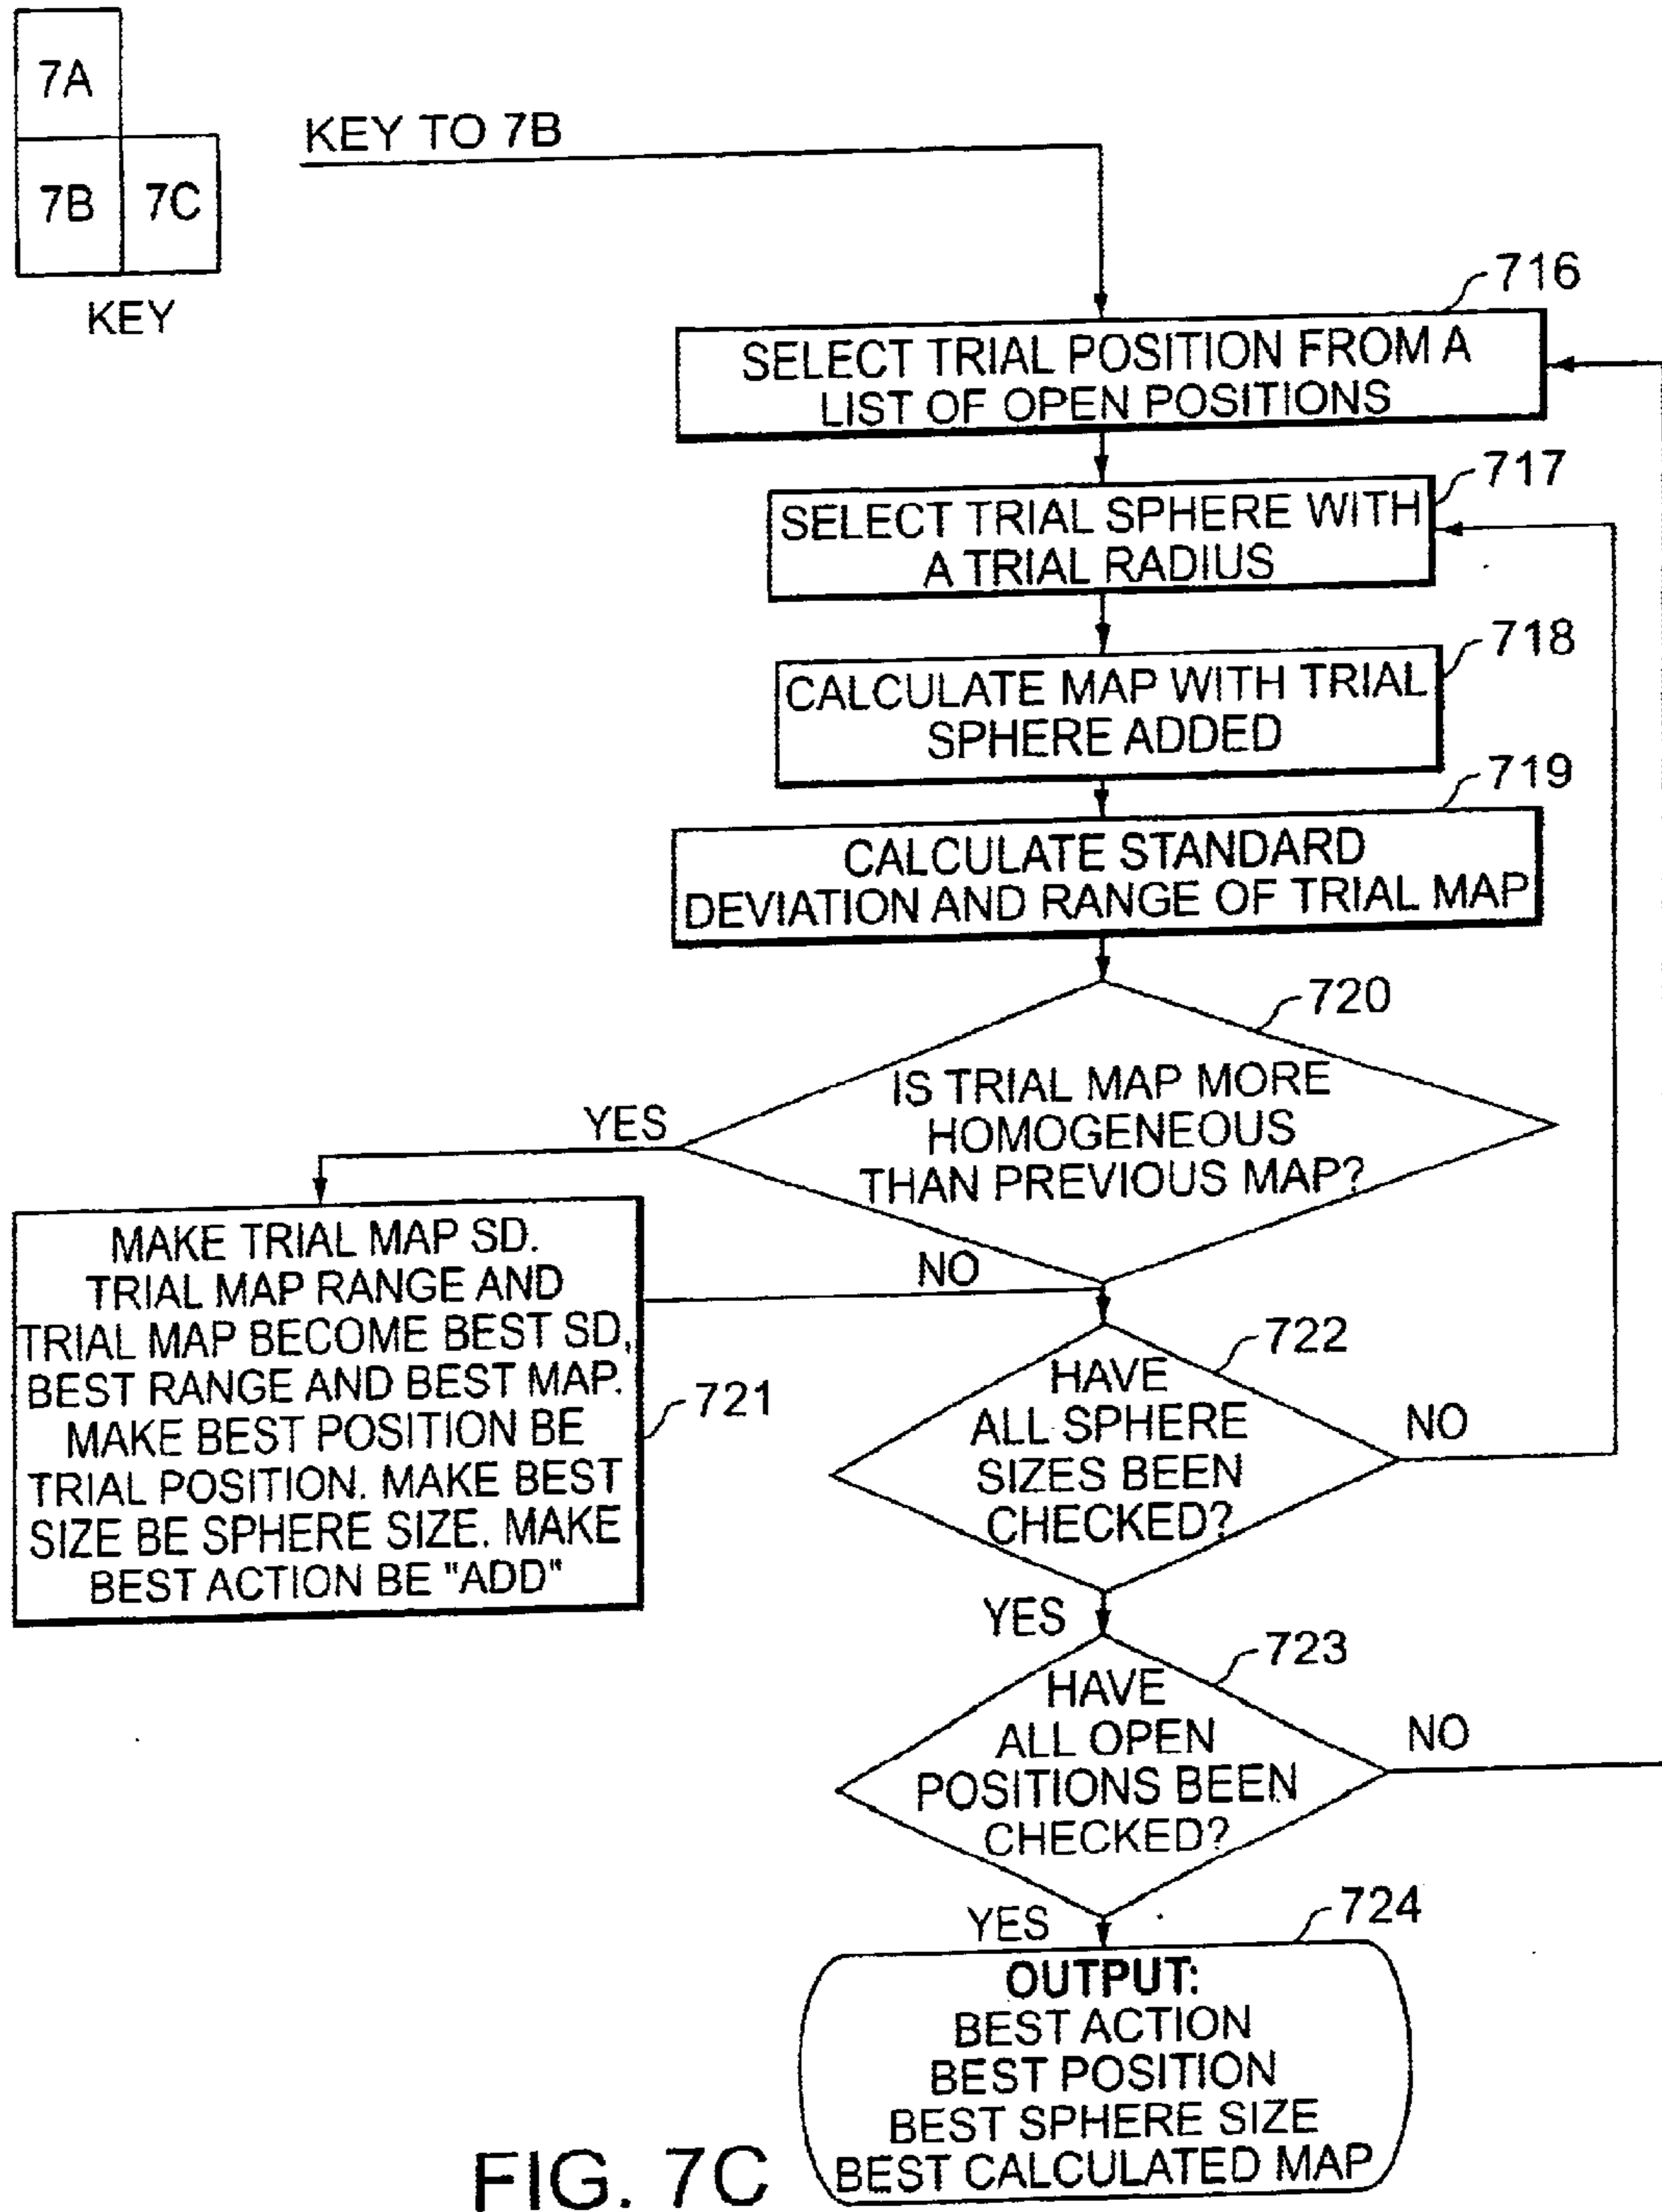 7A
7B
7C
KEY
KEY TO 7B
716
SELECT TRIAL POSITION FROM A
LIST OF OPEN POSITIONS
717
SELECT TRIAL SPHERE WITH
A TRIAL RADIUS
718
CALCULATE MAP WITH TRIAL
SPHERE ADDED
719
CALCULATE STANDARD
DEVIATION AND RANGE OF TRIAL MAP
720
IS TRIAL MAP MORE
HOMOGENEOUS
THAN PREVIOUS MAP?
YES
NO
MAKE TRIAL MAP SD.
TRIAL MAP RANGE AND
TRIAL MAP BECOME BEST SD,
BEST RANGE AND BEST MAP.
MAKE BEST POSITION BE
TRIAL POSITION. MAKE BEST
SIZE BE SPHERE SIZE. MAKE
BEST ACTION BE "ADD"
721
722
HAVE
ALL SPHERE
SIZES BEEN
CHECKED?
NO
YES
723
HAVE
ALL OPEN
POSITIONS BEEN
CHECKED?
NO
YES
724
OUTPUT:
BEST ACTION
BEST POSITION
BEST SPHERE SIZE
BEST CALCULATED MAP
FIG. 7C